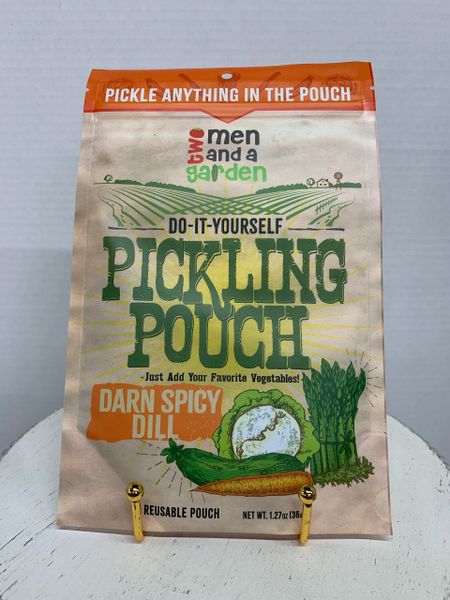 PICKLE ANYTHING IN THE POUCH
two men
and a
garden
DO-IT-YOURSELF
PICKLING
POUCH
-Just Add Your Favorite Vegetables!
DARN SPICY
DILL
REUSABLE POUCH NET WT. 1.27oz